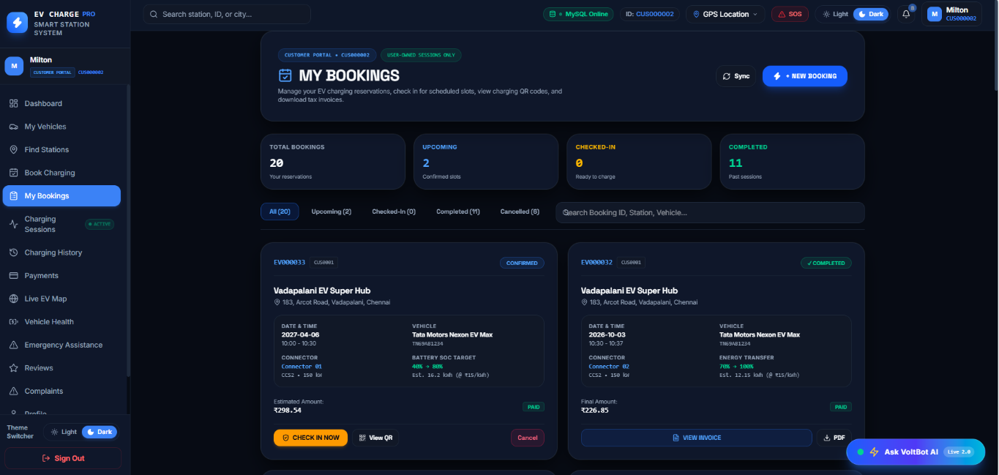 EV CHARGE PRO
SMART STATION
SYSTEM
Search station, ID, or city...
MySQL Online
ID: CUS000002
GPS Location
SOS
Light
Dark
8
M
Milton
CUS000002
M
Milton
CUSTOMER PORTAL
CUS000002
Dashboard
My Vehicles
Find Stations
Book Charging
My Bookings
Charging
Sessions
ACTIVE
Charging History
Payments
Live EV Map
Vehicle Health
Emergency Assistance
Reviews
Complaints
Profile
Theme
Switcher
Light
Dark
Sign Out
CUSTOMER PORTAL • CUS000002
USER-OWNED SESSIONS ONLY
MY BOOKINGS
Manage your EV charging reservations, check in for scheduled slots, view charging QR codes, and
download tax invoices.
Sync
+ NEW BOOKING
TOTAL BOOKINGS
20
Your reservations
UPCOMING
2
Confirmed slots
CHECKED-IN
0
Ready to charge
COMPLETED
11
Past sessions
All (20)
Upcoming (2)
Checked-In (0)
Completed (11)
Cancelled (6)
Search Booking ID, Station, Vehicle...
EV000033
CUS0001
CONFIRMED
Vadapalani EV Super Hub
183, Arcot Road, Vadapalani, Chennai
DATE & TIME
2027-04-06
10:00 - 10:30
VEHICLE
Tata Motors Nexon EV Max
TN69AB1234
CONNECTOR
Connector 01
CCS2 • 150 kW
BATTERY SOC TARGET
40% → 80%
Est. 16.2 kWh (@ ₹15/kWh)
Estimated Amount:
₹298.54
PAID
CHECK IN NOW
View QR
Cancel
EV000032
CUS0001
✓ COMPLETED
Vadapalani EV Super Hub
183, Arcot Road, Vadapalani, Chennai
DATE & TIME
2026-10-03
10:30 - 10:37
VEHICLE
Tata Motors Nexon EV Max
TN69AB1234
CONNECTOR
Connector 02
CCS2 • 150 kW
ENERGY TRANSFER
70% → 100%
Est. 12.15 kWh (@ ₹15/kWh)
Final Amount:
₹226.85
PAID
VIEW INVOICE
PDF
Ask VoltBot AI
Live 2.0